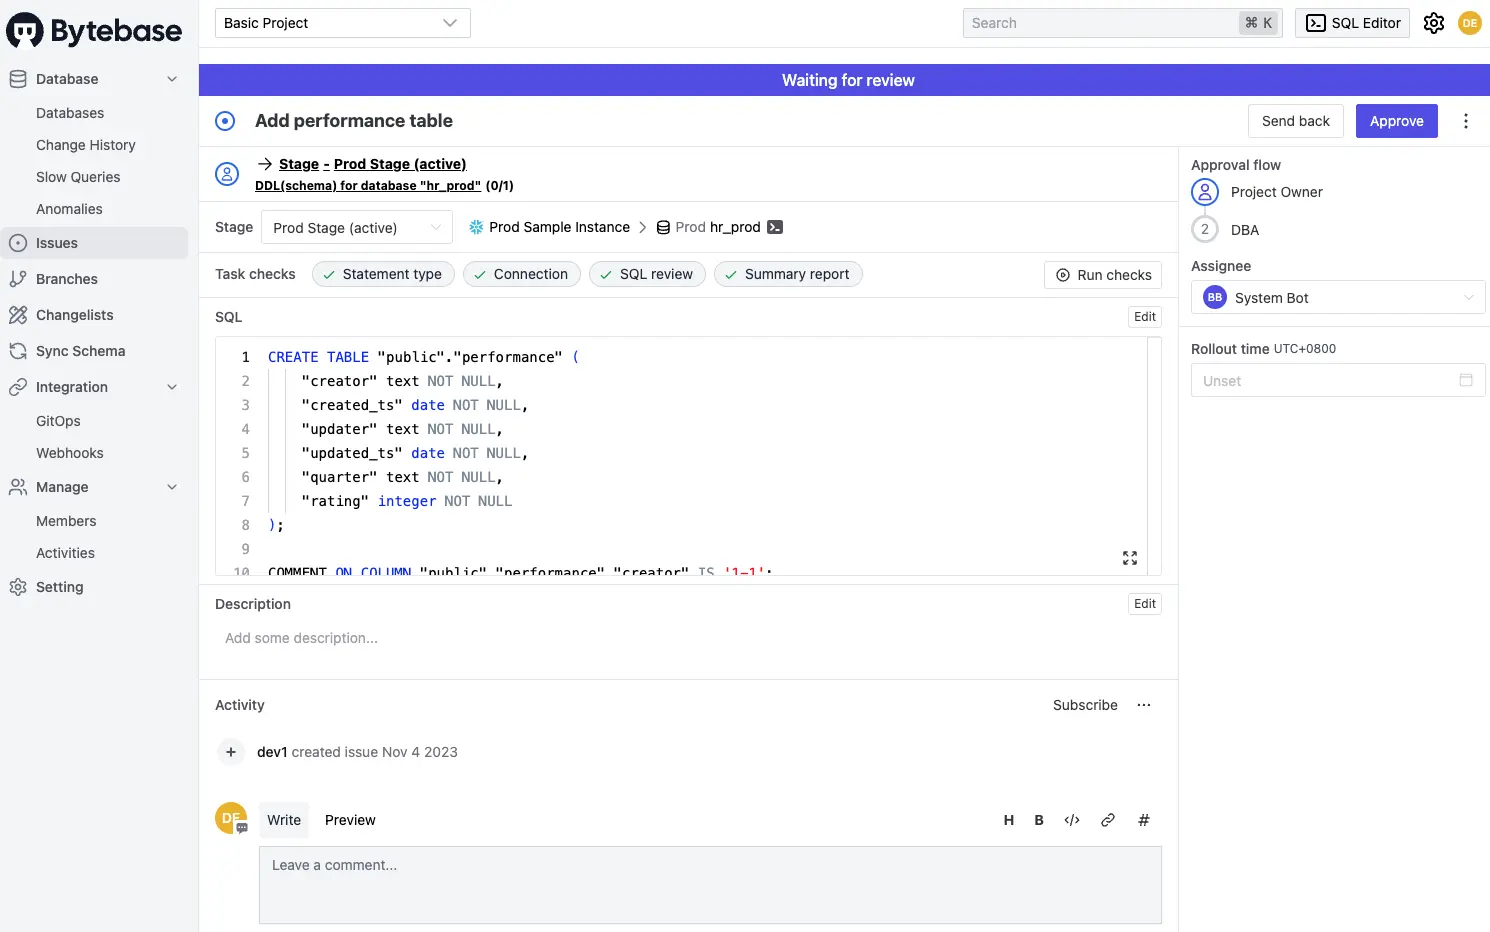 Bytebase
Basic Project
Search
⌘ K
SQL Editor
DE
Database
Databases
Change History
Slow Queries
Anomalies
Issues
Branches
Changelists
Sync Schema
Integration
GitOps
Webhooks
Manage
Members
Activities
Setting
Waiting for review
Add performance table
Send back
Approve
→ Stage - Prod Stage (active)
DDL(schema) for database "hr_prod" (0/1)
Stage
Prod Stage (active)
Prod Sample Instance > Prod hr_prod
Task checks
Statement type
Connection
SQL review
Summary report
Run checks
SQL
Edit
1 CREATE TABLE "public"."performance" (
2 "creator" text NOT NULL,
3 "created_ts" date NOT NULL,
4 "updater" text NOT NULL,
5 "updated_ts" date NOT NULL,
6 "quarter" text NOT NULL,
7 "rating" integer NOT NULL
8 );
9
10 COMMENT ON COLUMN "public"."performance"."creator" IS '1-1';
Description
Edit
Add some description...
Activity
Subscribe
dev1 created issue Nov 4 2023
DE
Write
Preview
H B </> #
Leave a comment...
Approval flow
Project Owner
2 DBA
Assignee
BB System Bot
Rollout time UTC+0800
Unset